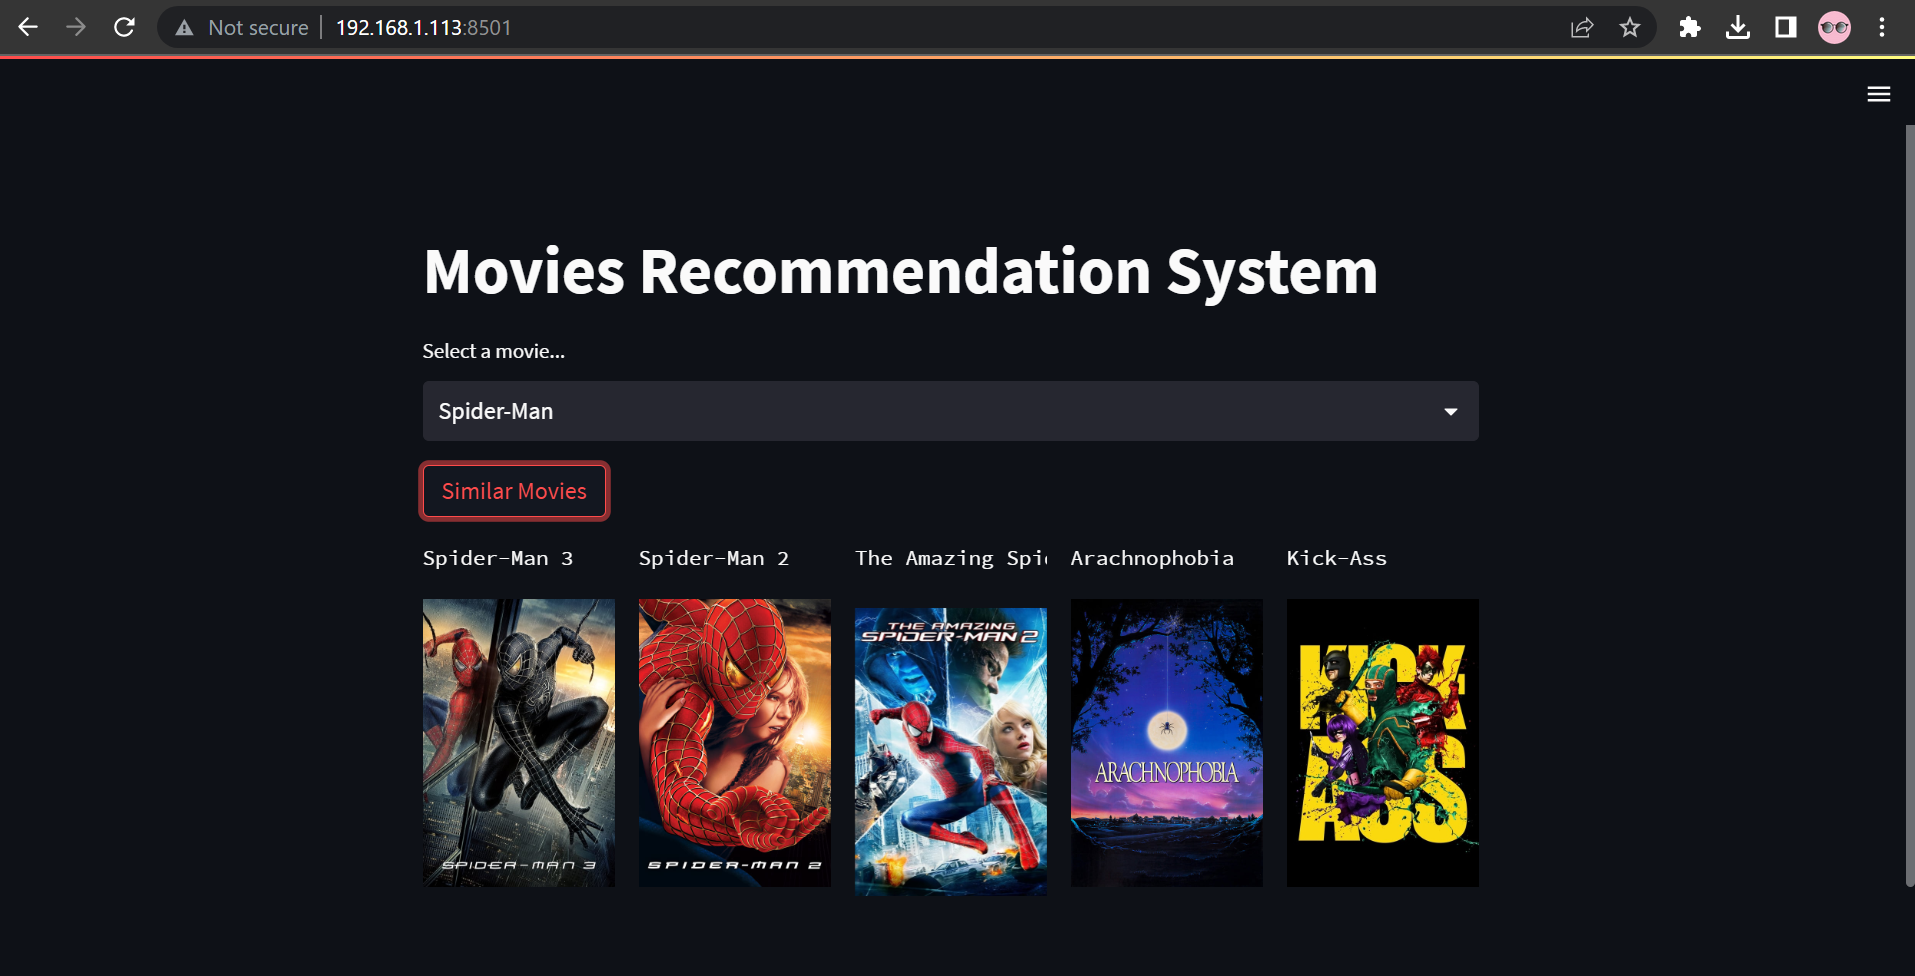 Not secure | 192.168.1.113:8501
Movies Recommendation System
Select a movie...
Spider-Man
Similar Movies
Spider-Man 3
Spider-Man 2
The Amazing Spi
Arachnophobia
Kick-Ass
SPIDER-MAN 3
SPIDER-MAN 2
THE AMAZING
SPIDER-MAN 2
ARACHNOPHOBIA
KICK-
ASS